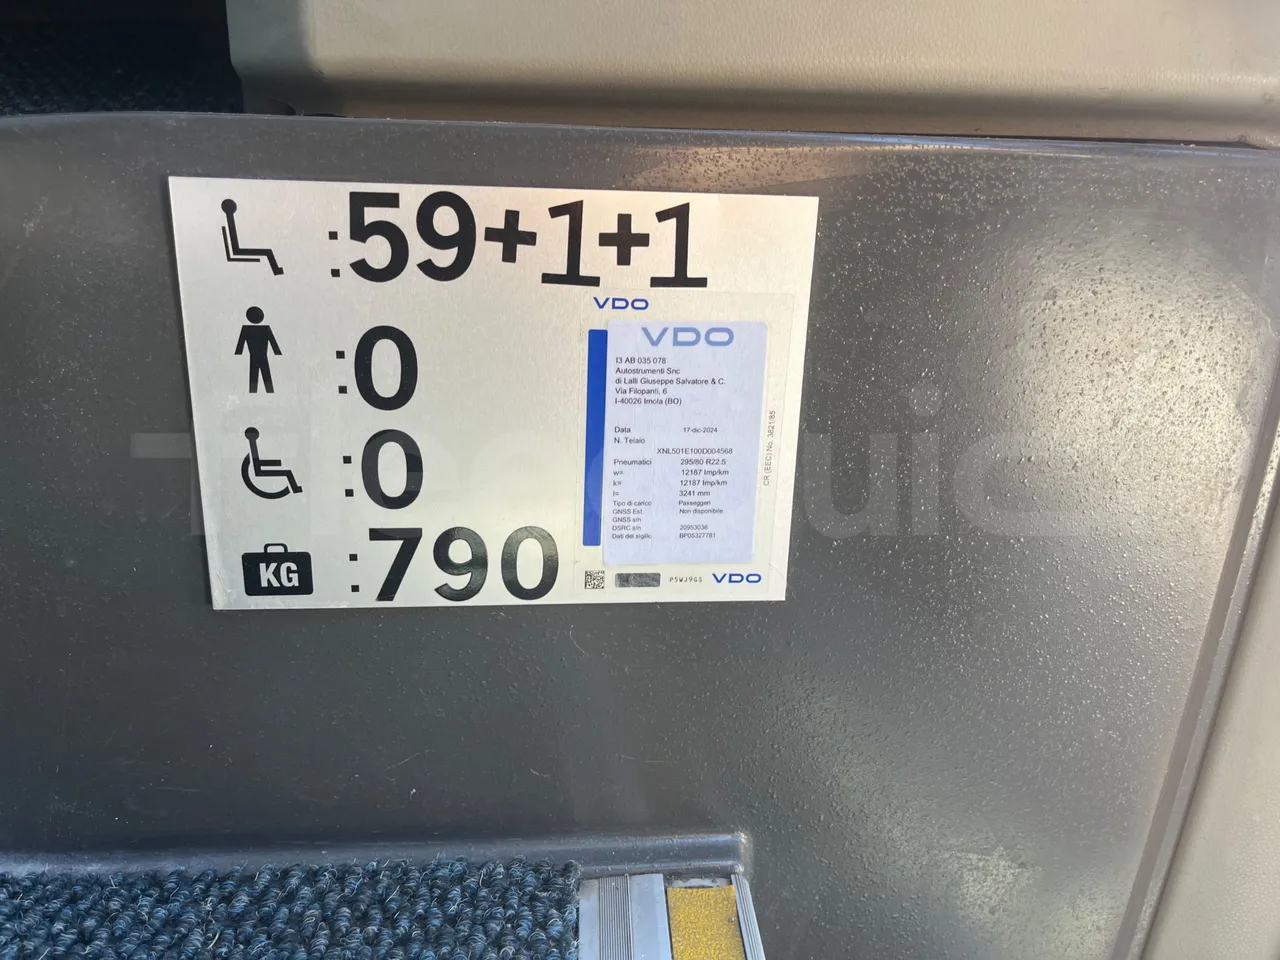 :59+1+1
:0
:0
KG :790
VDO
VDO
I3 AB 035 078
Autostrumenti Snc
di Lalli Giuseppe Salvatore & C.
Via Filopanti, 6
I-40026 Imola (BO)
Data 17-dic-2024
N. Telaio
XNL501E100D004568
Pneumatici 295/80 R22.5
w= 12187 Imp/km
k= 12187 Imp/km
l= 3241 mm
Tipo di carico Passeggeri
GNSS Est. Non disponibile
GNSS s/n
DSRC s/n 20953036
Dati del sigillo BP05327781
CR (EEC) No. 3821/85
P5WJ9GS VDO